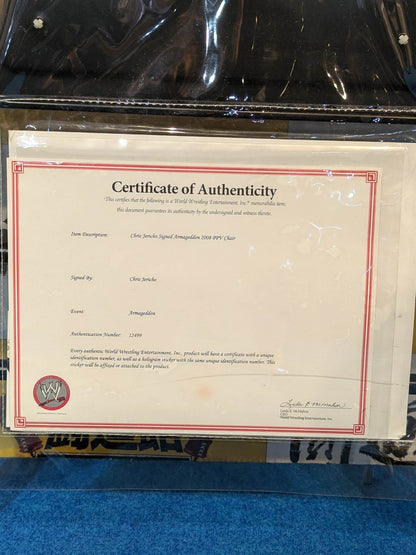 Certificate of Authenticity
This certifies that the following is a World Wrestling Entertainment, Inc.® memorabilia item;
this document guarantees its authenticity by the undersigned and witness thereto.
Item Description: Chris Jericho Signed Armageddon 2008 PPV Chair
Signed By: Chris Jericho
Event: Armageddon
Authentication Number: 12499
Every authentic World Wrestling Entertainment, Inc., product will have a certificate with a unique
identification number, as well as a hologram sticker with the same unique identification number. This
sticker will be affixed or attached to the product.
Linda E. McMahon
Linda E. McMahon
CEO
World Wrestling Entertainment, Inc.